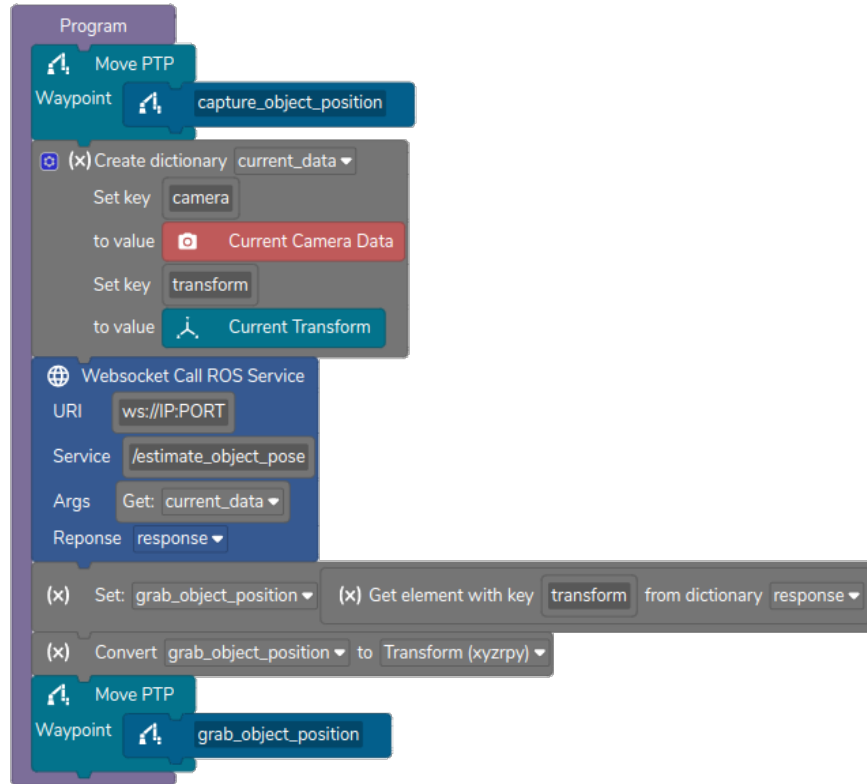 Program
Move PTP
Waypoint capture_object_position
(x) Create dictionary current_data
Set key camera
to value Current Camera Data
Set key transform
to value Current Transform
Websocket Call ROS Service
URI ws://IP:PORT
Service /estimate_object_pose
Args Get: current_data
Reponse response
(x) Set: grab_object_position (x) Get element with key transform from dictionary response
(x) Convert grab_object_position to Transform (xyzrpy)
Move PTP
Waypoint grab_object_position